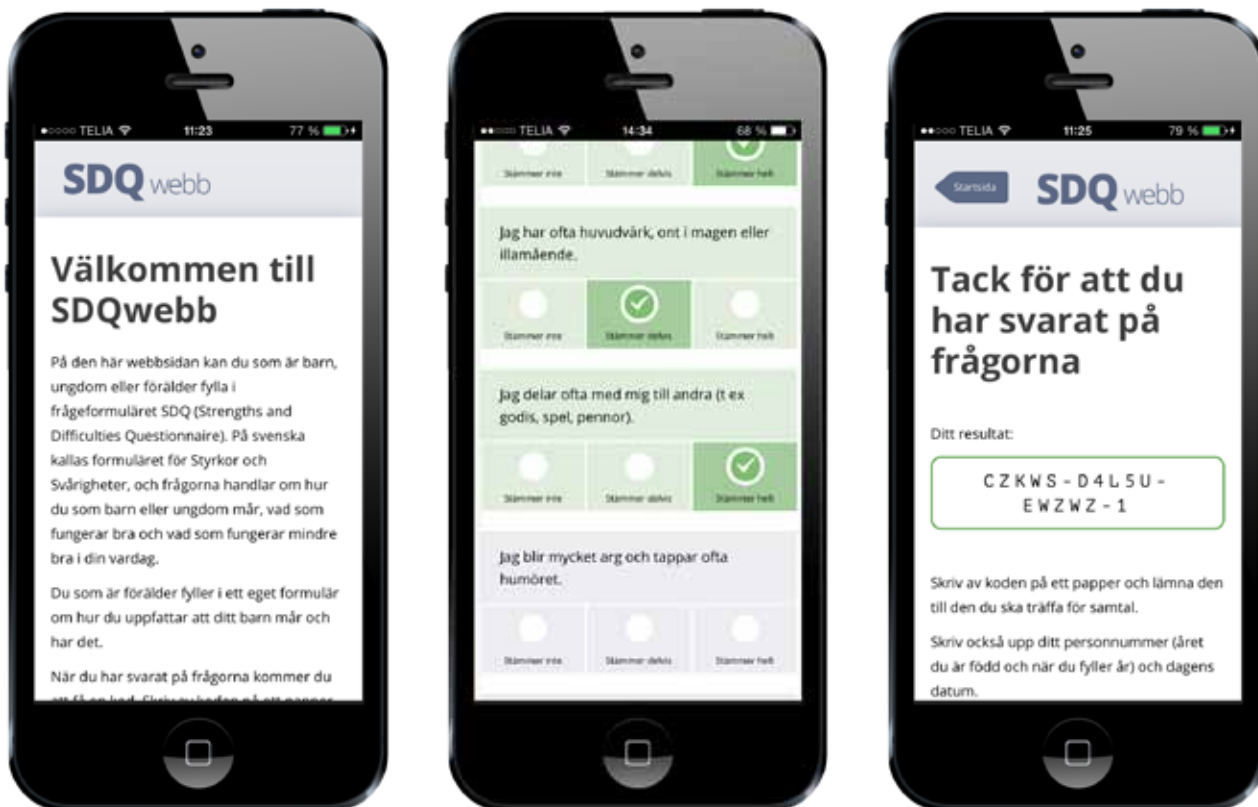 TELIA 11:23 77 %
SDQ webb
Välkommen till
SDQwebb
På den här webbsidan kan du som är barn,
ungdom eller förälder fylla i
frågeformuläret SDQ (Strengths and
Difficulties Questionnaire). På svenska
kallas formuläret för Styrkor och
Svårigheter, och frågorna handlar om hur
du som barn eller ungdom mår, vad som
fungerar bra och vad som fungerar mindre
bra i din vardag.
Du som är förälder fyller i ett eget formulär
om hur du uppfattar att ditt barn mår och
har det.
När du har svarat på frågorna kommer du
att få en kod. Skriv av koden på ett papper
TELIA 14:34 68 %
Stämmer inte Stämmer delvis Stämmer helt
Jag har ofta huvudvärk, ont i magen eller
illamående.
Stämmer inte Stämmer delvis Stämmer helt
Jag delar ofta med mig till andra (t ex
godis, spel, pennor).
Stämmer inte Stämmer delvis Stämmer helt
Jag blir mycket arg och tappar ofta
humöret.
Stämmer inte Stämmer delvis Stämmer helt
TELIA 11:25 79 %
Startsida SDQ webb
Tack för att du
har svarat på
frågorna
Ditt resultat:
CZKWS-D4L5U-
EWZWZ-1
Skriv av koden på ett papper och lämna den
till den du ska träffa för samtal.
Skriv också upp ditt personnummer (året
du är född och när du fyller år) och dagens
datum.